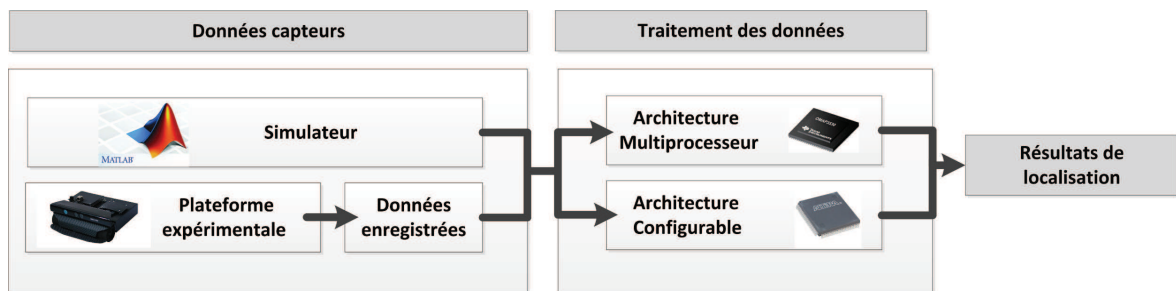 Données capteurs
Traitement des données
MATLAB
Simulateur
Plateforme
expérimentale
Données
enregistrées
Architecture
Multiprocesseur
Architecture
Configurable
Résultats de
localisation